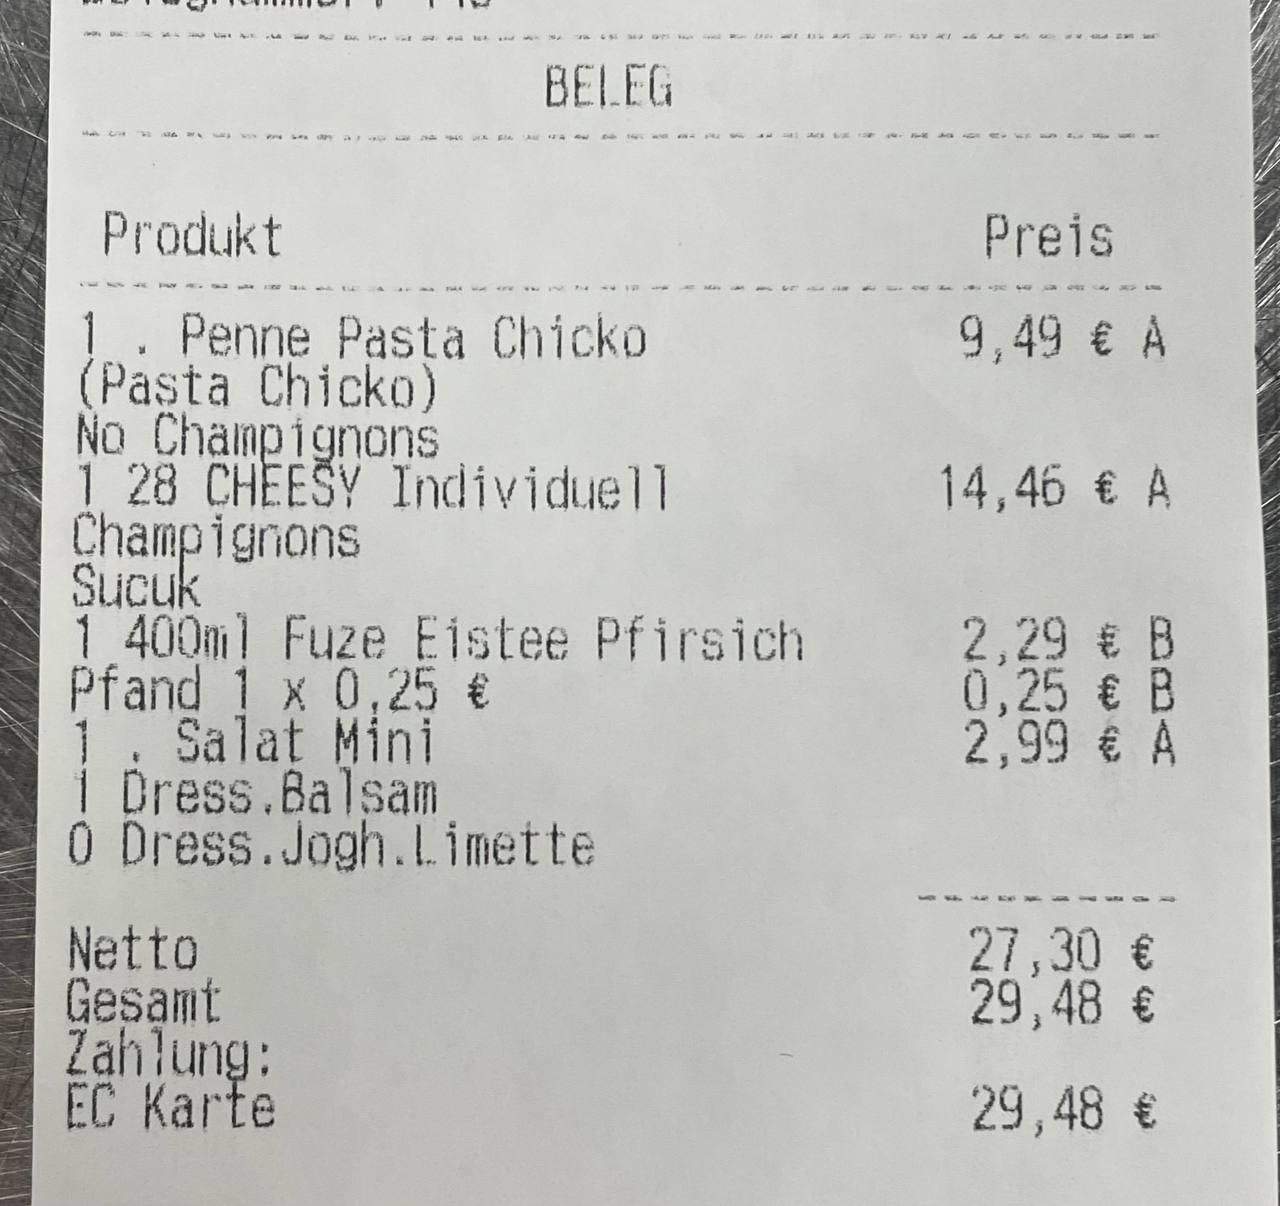 BELEG
Produkt Preis
1 . Penne Pasta Chicko 9,49 € A
(Pasta Chicko)
No Champignons
1 28 CHEESY Individuell 14,46 € A
Champignons
Sucuk
1 400ml Fuze Eistee Pfirsich 2,29 € B
Pfand 1 x 0,25 € 0,25 € B
1 . Salat Mini 2,99 € A
1 Dress.Balsam
0 Dress.Jogh.Limette
Netto 27,30 €
Gesamt 29,48 €
Zahlung:
EC Karte 29,48 €